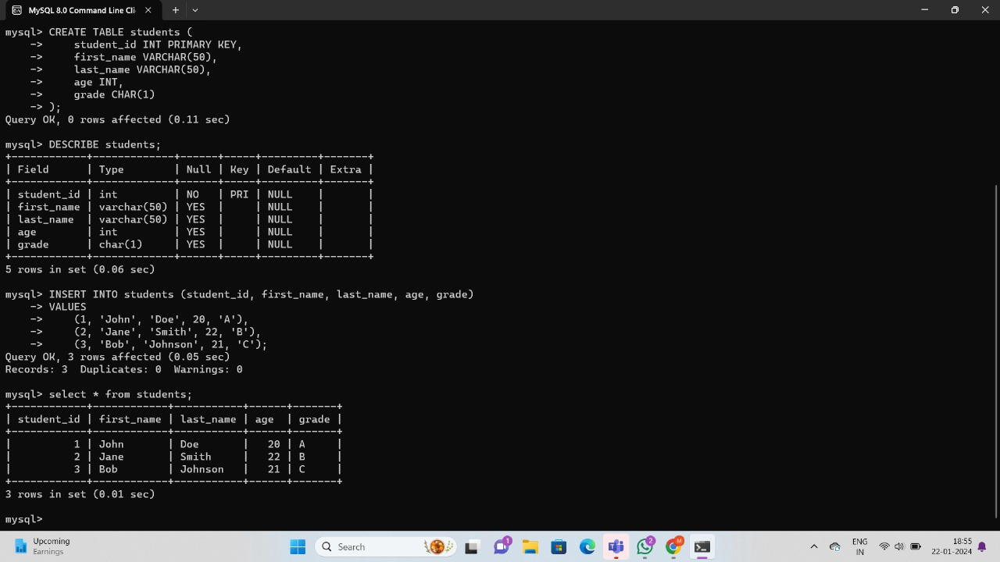 MySQL 8.0 Command Line Cli
mysql> CREATE TABLE students (
    ->     student_id INT PRIMARY KEY,
    ->     first_name VARCHAR(50),
    ->     last_name VARCHAR(50),
    ->     age INT,
    ->     grade CHAR(1)
    -> );
Query OK, 0 rows affected (0.11 sec)
mysql> DESCRIBE students;
+------------+-------------+------+-----+---------+-------+
| Field      | Type        | Null | Key | Default | Extra |
+------------+-------------+------+-----+---------+-------+
| student_id | int         | NO   | PRI | NULL    |       |
| first_name | varchar(50) | YES  |     | NULL    |       |
| last_name  | varchar(50) | YES  |     | NULL    |       |
| age        | int         | YES  |     | NULL    |       |
| grade      | char(1)     | YES  |     | NULL    |       |
+------------+-------------+------+-----+---------+-------+
5 rows in set (0.06 sec)
mysql> INSERT INTO students (student_id, first_name, last_name, age, grade)
    -> VALUES
    ->     (1, 'John', 'Doe', 20, 'A'),
    ->     (2, 'Jane', 'Smith', 22, 'B'),
    ->     (3, 'Bob', 'Johnson', 21, 'C');
Query OK, 3 rows affected (0.05 sec)
Records: 3  Duplicates: 0  Warnings: 0
mysql> select * from students;
+------------+------------+-----------+------+-------+
| student_id | first_name | last_name | age  | grade |
+------------+------------+-----------+------+-------+
|          1 | John       | Doe       |   20 | A     |
|          2 | Jane       | Smith     |   22 | B     |
|          3 | Bob        | Johnson   |   21 | C     |
+------------+------------+-----------+------+-------+
3 rows in set (0.01 sec)
mysql>
Upcoming
Earnings
Search
1
2
M
ENG
IN
18:55
22-01-2024